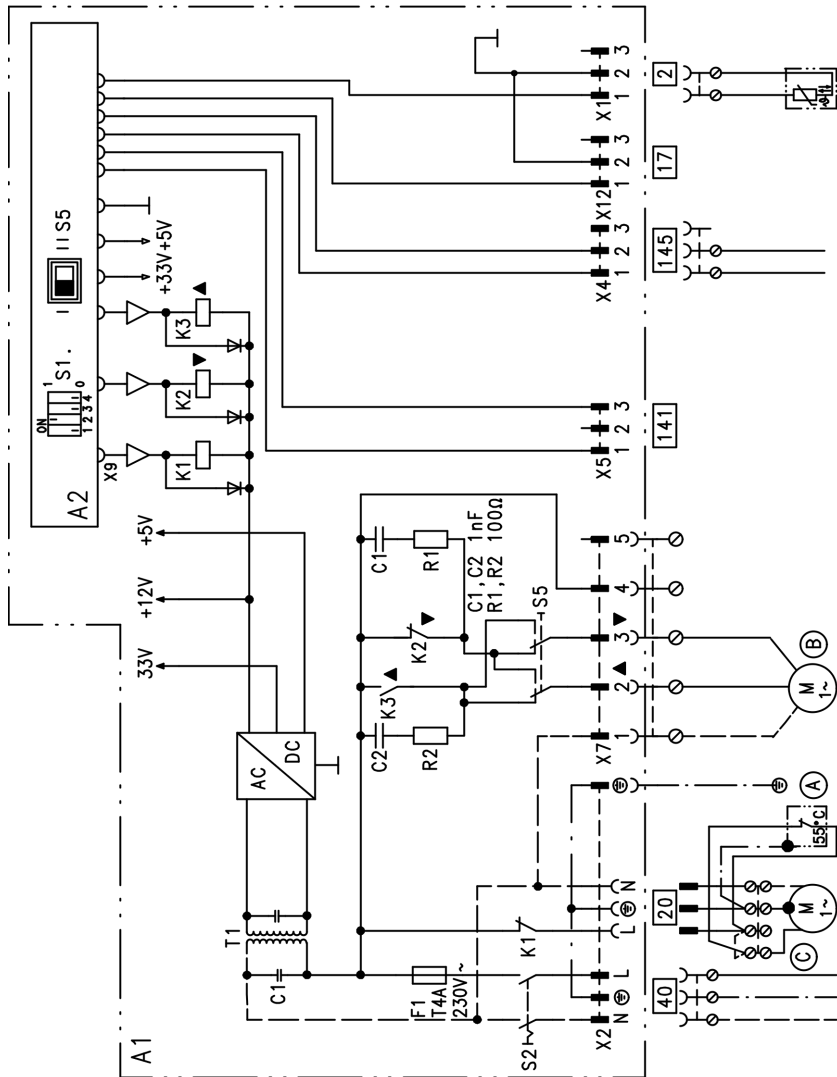 A1
A2
ON
1 2 3 4
1
0
S1.
I
II S5
X9
K1
K2 ▼
K3 ▲
+33V
+5V
33V
+12V
+5V
AC
DC
T1
C1
F1
T4A
230V ~
S2
K1
C2
R2
K3 ▲
K2 ▼
C1
R1
C1, C2 1nF
R1, R2 100Ω
S5
X2
N
L
L
N
X7
1
2 ▲
3 ▼
4
5
X5
1
2
3
X4
1
2
3
X12
1
2
3
X1
1
2
3
40
20
141
145
17
2
M
1~
C
55°C
A
M
1~
B